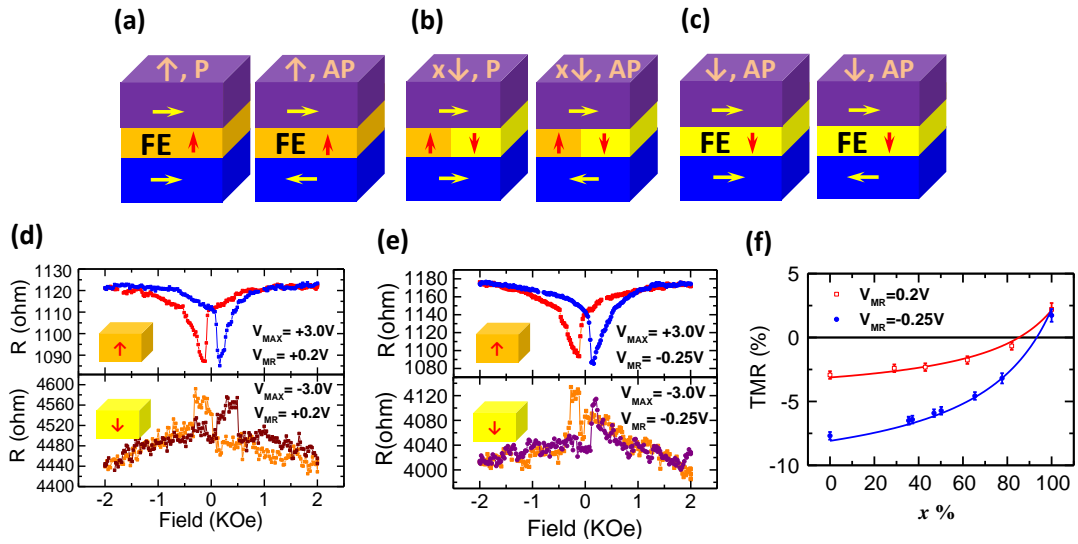 (a) (b) (c)
↑, P ↑, AP x↓, P x↓, AP ↓, AP ↓, AP
FE FE FE FE
(d)
R (ohm)
1130
1120
1110
1100
1090
V_MAX= +3.0V
V_MR= +0.2V
R (ohm)
4600
4560
4520
4480
4440
4400
V_MAX= -3.0V
V_MR= +0.2V
-2 -1 0 1 2
Field (KOe)
(e)
R (ohm)
1180
1160
1140
1120
1100
1080
V_MAX= +3.0V
V_MR= -0.25V
R(ohm)
4120
4080
4040
4000
V_MAX= -3.0V
V_MR= -0.25V
-2 -1 0 1 2
Field (KOe)
(f)
TMR (%)
5
0
-5
-10
V_MR=0.2V
V_MR=-0.25V
0 20 40 60 80 100
x %